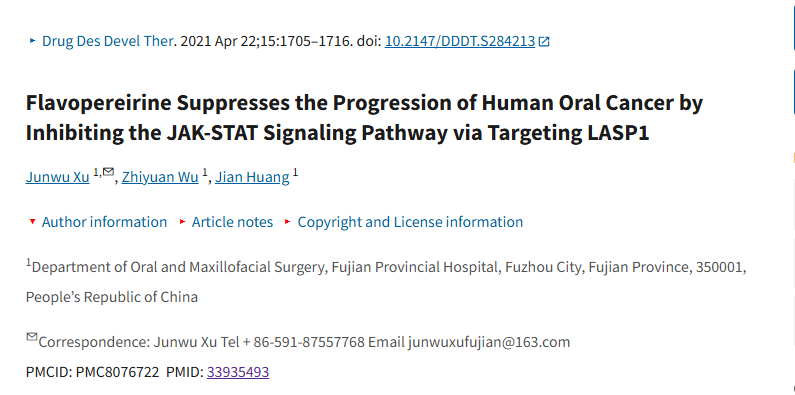 Drug Des Devel Ther. 2021 Apr 22;15:1705–1716. doi: 10.2147/DDDT.S284213
Flavopereirine Suppresses the Progression of Human Oral Cancer by
Inhibiting the JAK-STAT Signaling Pathway via Targeting LASP1
Junwu Xu 1,✉, Zhiyuan Wu 1, Jian Huang 1
Author information Article notes Copyright and License information
1Department of Oral and Maxillofacial Surgery, Fujian Provincial Hospital, Fuzhou City, Fujian Province, 350001,
People’s Republic of China
✉Correspondence: Junwu Xu Tel + 86-591-87557768 Email junwuxufujian@163.com
PMCID: PMC8076722 PMID: 33935493